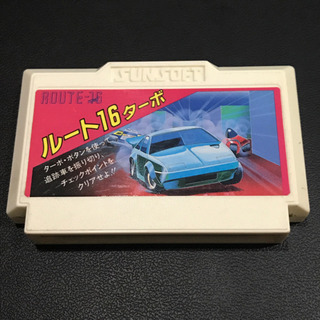 SUNSOFT
ROUTE-16
ルート16ターボ
ターボ・ボタンを使っ
追跡車を振り切り、
チェックポイントを
クリアせよ!!